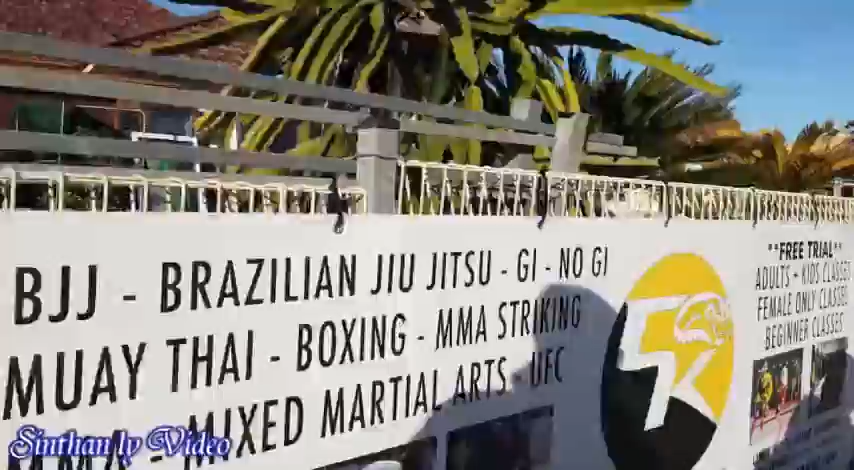 BJJ - BRAZILIAN JIU JITSU - GI - NO GI
MUAY THAI - BOXING - MMA STRIKING
MMA - MIXED MARTIAL ARTS - UFC
**FREE TRIAL**
ADULTS + KIDS CLASSES
FEMALE ONLY CLASSES
BEGINNER CLASSES
Sinthanly Video